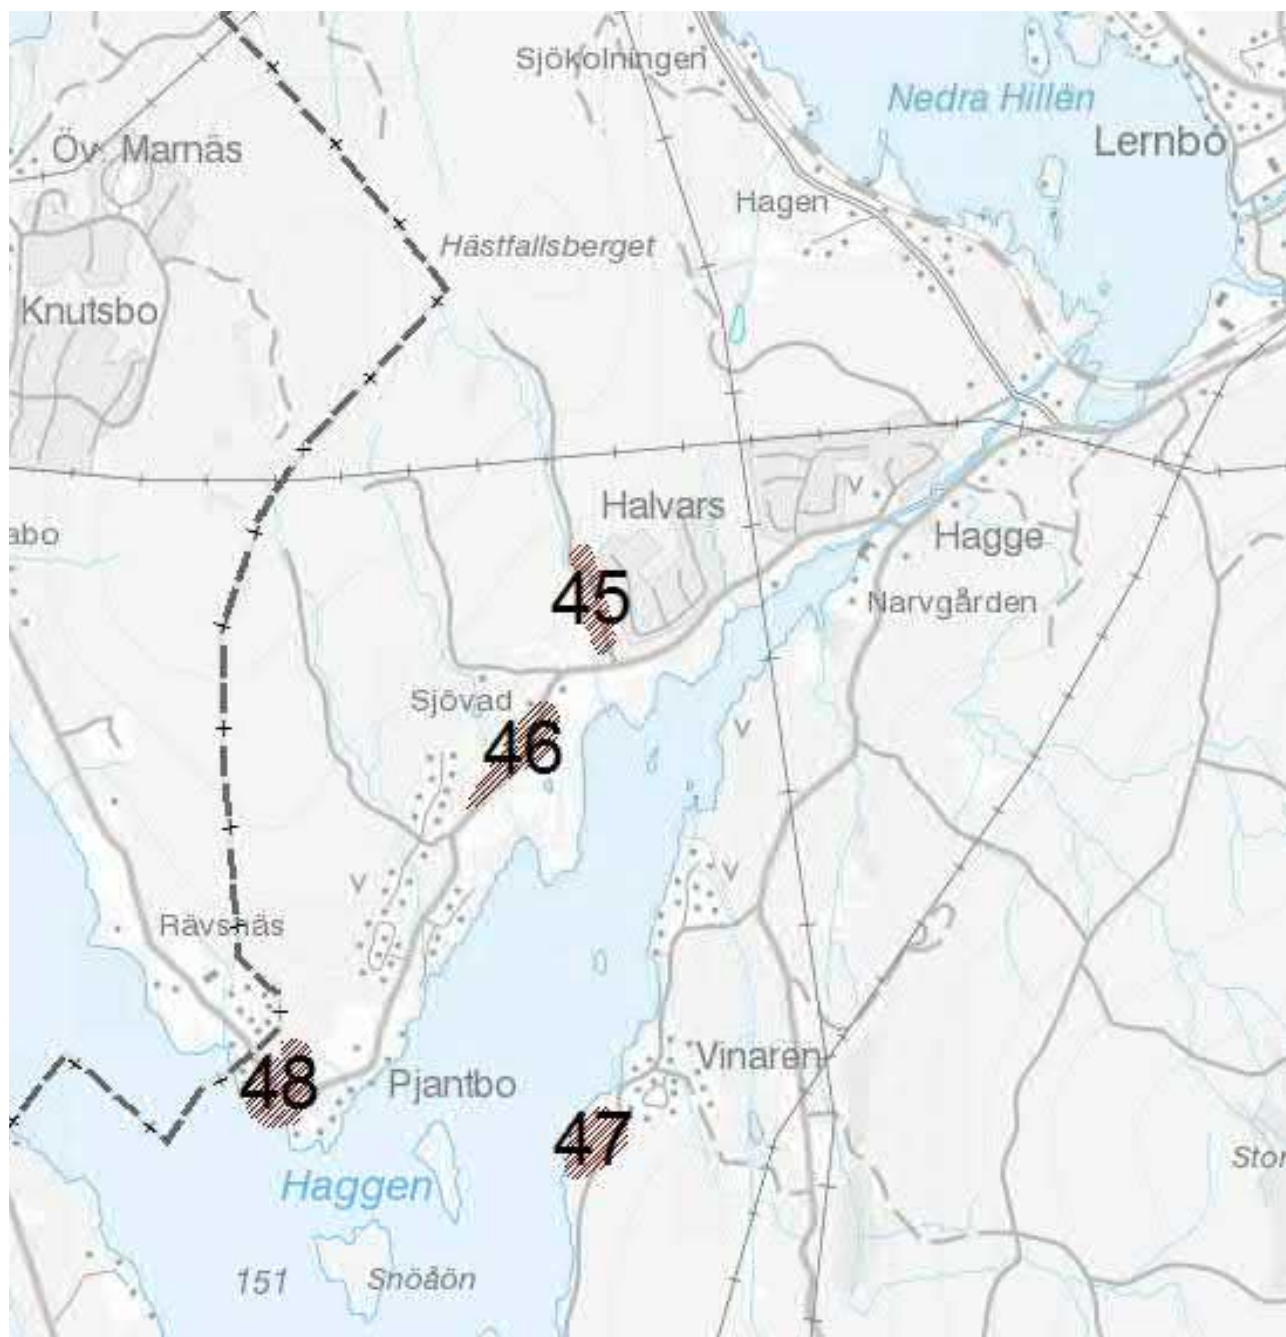 Sjökolningen
Nedra Hillen
Lernbo
Öv. Marnäs
Hagen
Hästfallsberget
Knutsbo
Halvars
abo
Hagge
45
Narvgården
Sjövad
46
Rävsnäs
Vinaren
48
Pjantbo
47
Stor
Haggen
151
Snöåön